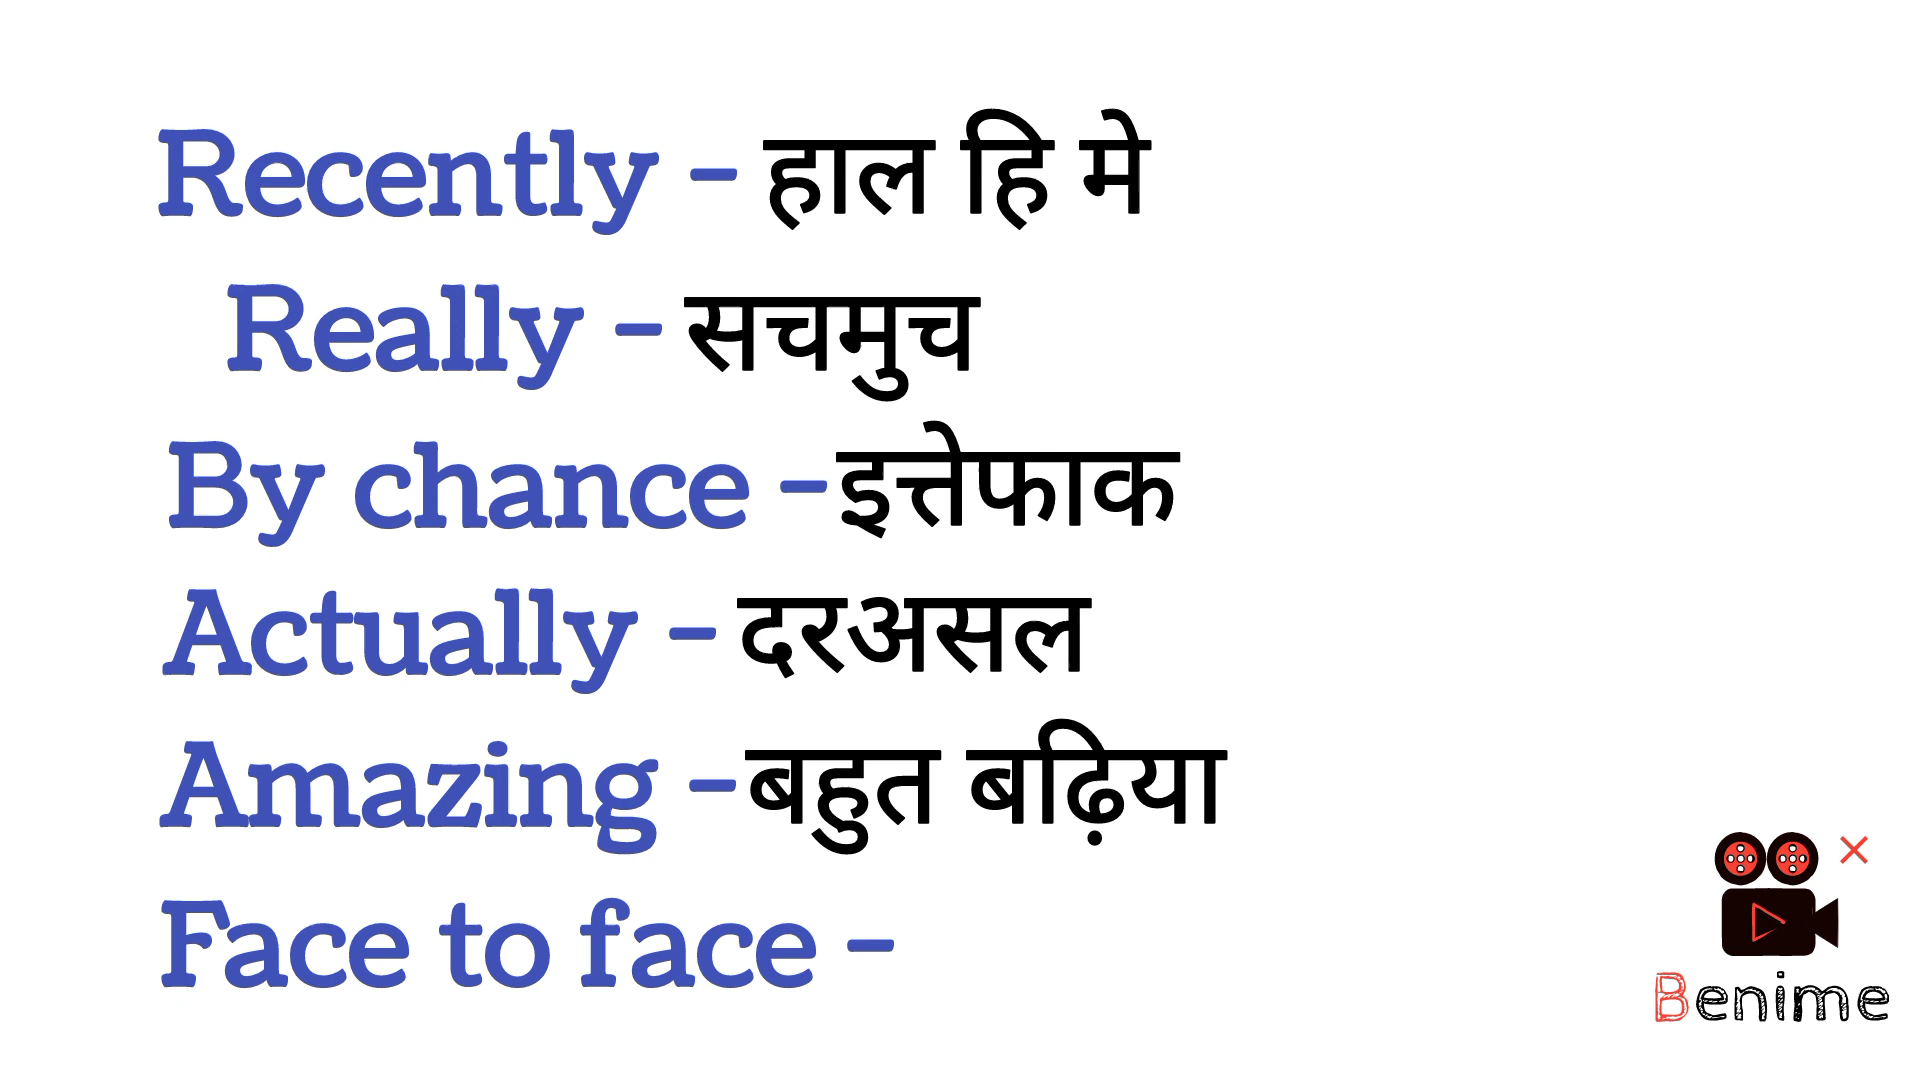 Recently - हाल हि मे
Really - सचमुच
By chance -इत्तेफाक
Actually - दरअसल
Amazing -बहुत बढ़िया
Face to face -
Benime